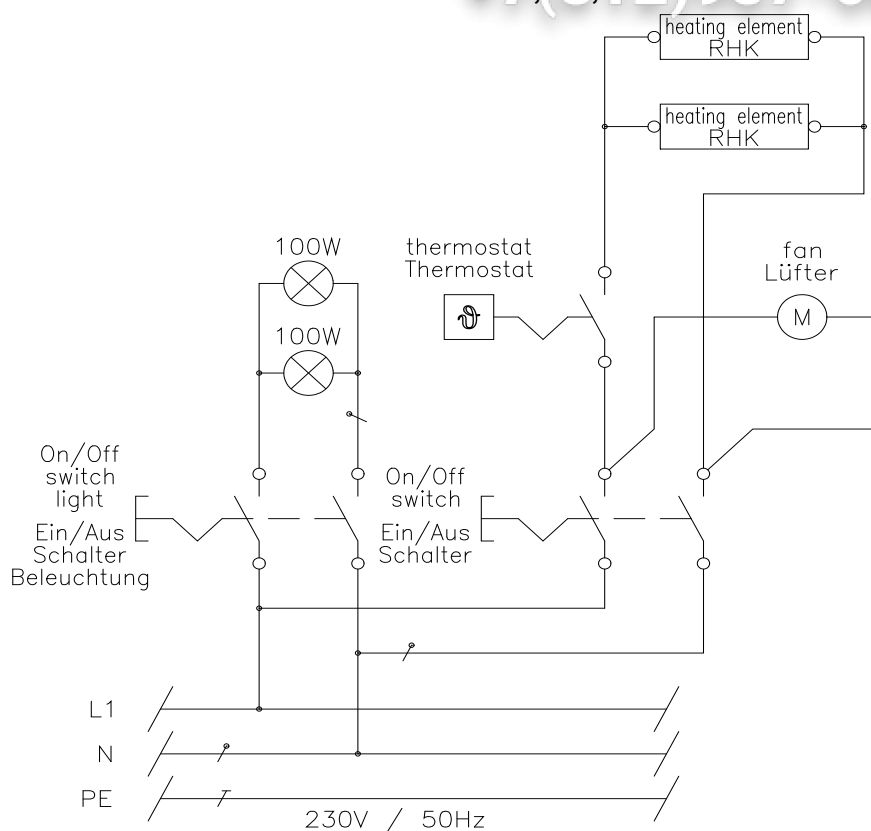 heating element
RHK
heating element
RHK
100W
100W
thermostat
Thermostat
ϑ
fan
Lüfter
M
On/Off
switch
light
Ein/Aus
Schalter
Beleuchtung
On/Off
switch
Ein/Aus
Schalter
L1
N
PE
230V / 50Hz